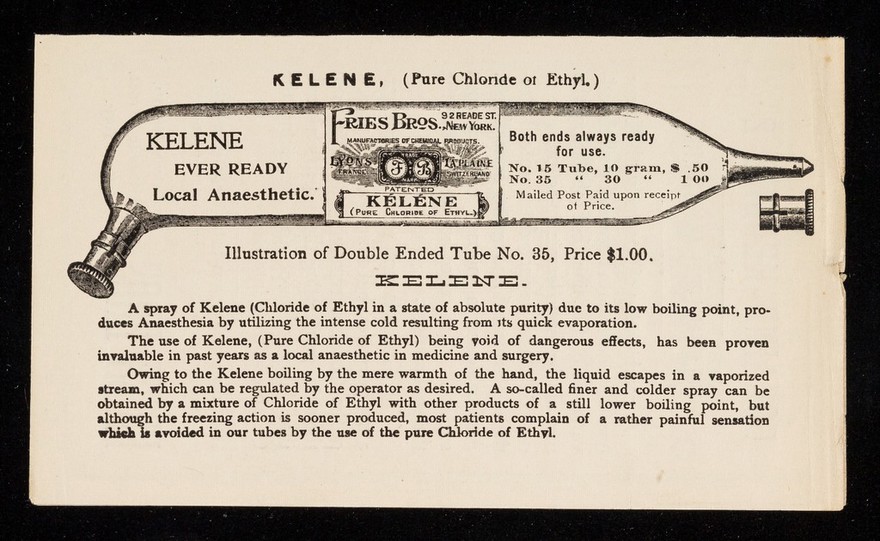 KELENE, (Pure Chloride of Ethyl.)
KELENE
EVER READY
Local Anaesthetic.
FRIES BROS., 92 READE ST. NEW YORK.
MANUFACTORIES OF CHEMICAL PRODUCTS.
LYONS FRANCE
FB
LA PLAINE SWITZERLAND
PATENTED
KÉLÉNE
(PURE CHLORIDE OF ETHYL.)
Both ends always ready
for use.
No. 15 Tube, 10 gram, $ .50
No. 35 “ 30 “ 1 00
Mailed Post Paid upon receipt
of Price.
Illustration of Double Ended Tube No. 35, Price $1.00.
KELENE.
A spray of Kelene (Chloride of Ethyl in a state of absolute purity) due to its low boiling point, pro-
duces Anaesthesia by utilizing the intense cold resulting from its quick evaporation.
The use of Kelene, (Pure Chloride of Ethyl) being void of dangerous effects, has been proven
invaluable in past years as a local anaesthetic in medicine and surgery.
Owing to the Kelene boiling by the mere warmth of the hand, the liquid escapes in a vaporized
stream, which can be regulated by the operator as desired. A so-called finer and colder spray can be
obtained by a mixture of Chloride of Ethyl with other products of a still lower boiling point, but
although the freezing action is sooner produced, most patients complain of a rather painful sensation
which is avoided in our tubes by the use of the pure Chloride of Ethyl.